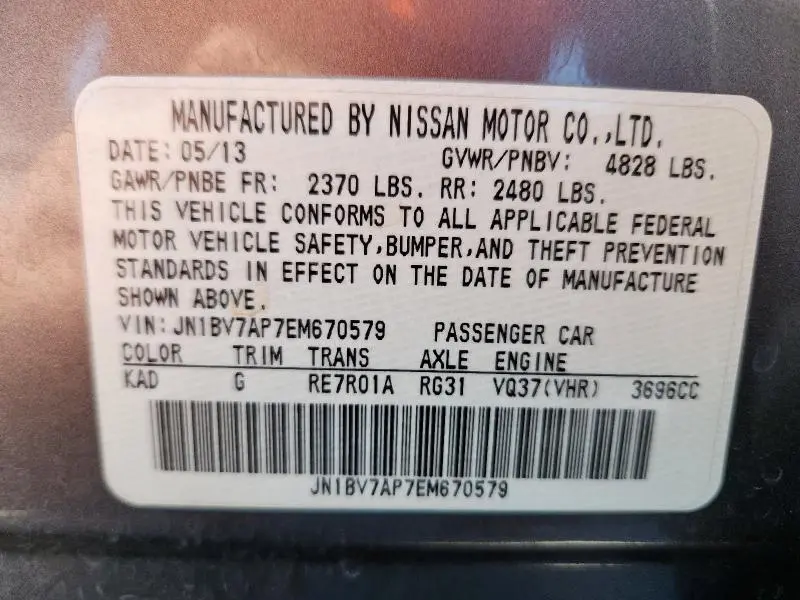 MANUFACTURED BY NISSAN MOTOR CO.,LTD.
DATE: 05/13 GVWR/PNBV: 4828 LBS.
GAWR/PNBE FR: 2370 LBS. RR: 2480 LBS.
THIS VEHICLE CONFORMS TO ALL APPLICABLE FEDERAL
MOTOR VEHICLE SAFETY,BUMPER,AND THEFT PREVENTION
STANDARDS IN EFFECT ON THE DATE OF MANUFACTURE
SHOWN ABOVE.
VIN: JN1BV7AP7EM670579 PASSENGER CAR
COLOR TRIM TRANS AXLE ENGINE
KAD G RE7R01A RG31 VQ37(VHR) 3696CC
JN1BV7AP7EM670579